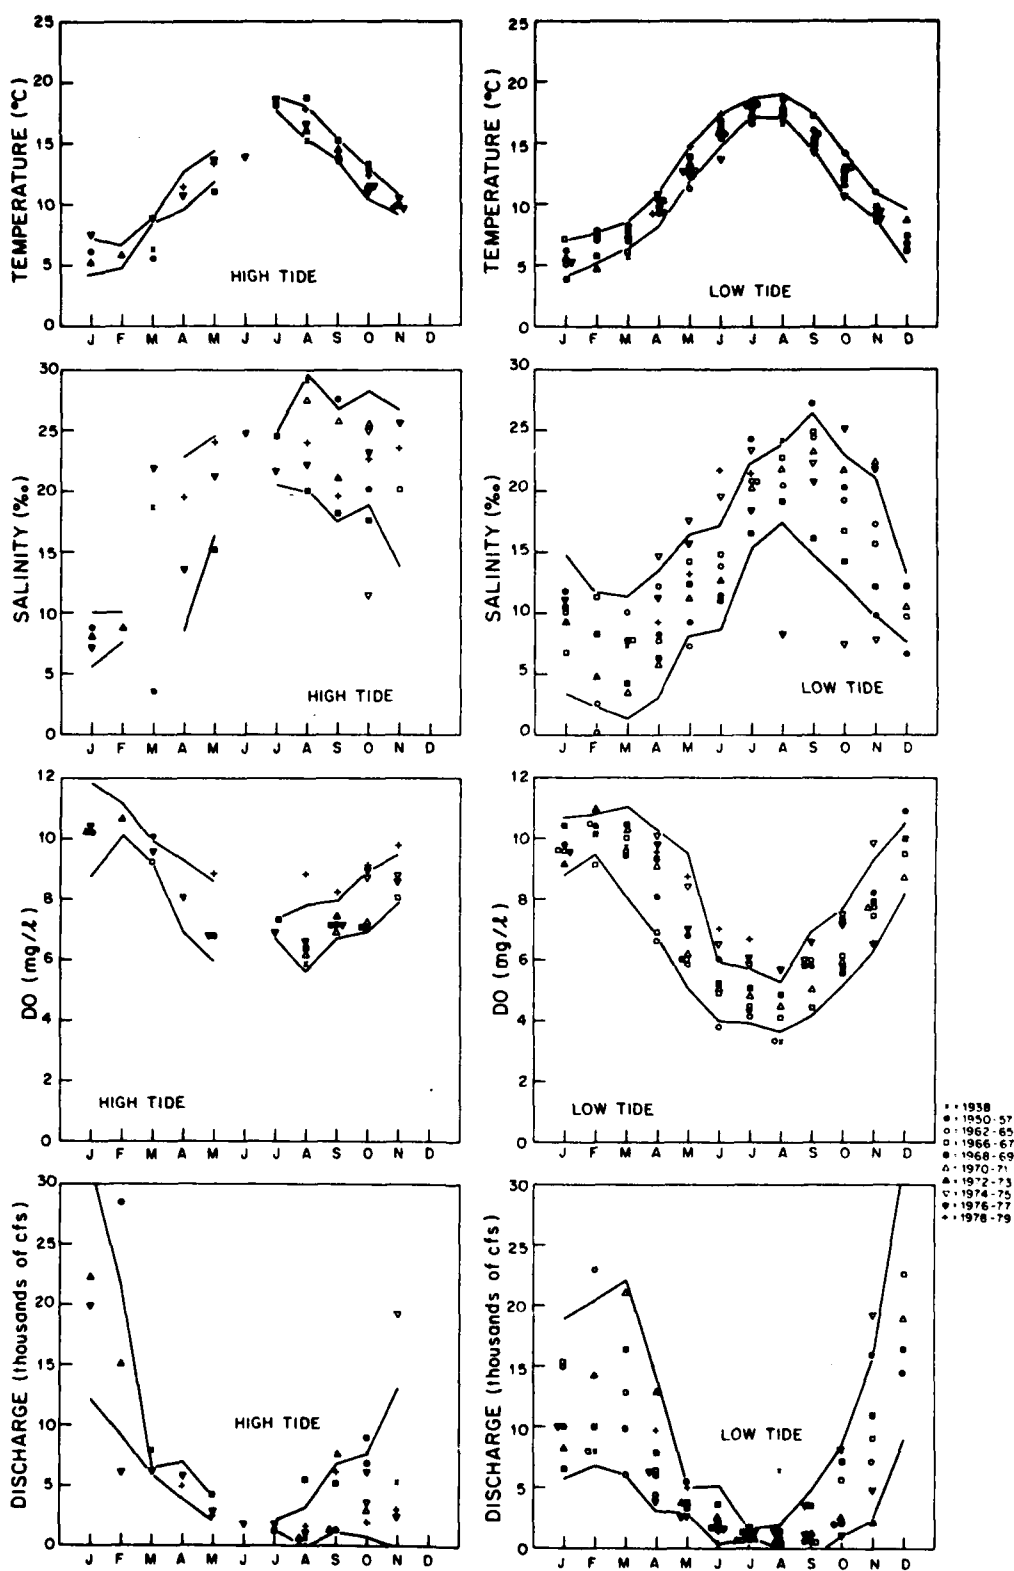 25
20
15
10
5
0
TEMPERATURE (°C)
HIGH TIDE
J F M A M J J A S O N D
25
20
15
10
5
0
TEMPERATURE (°C)
LOW TIDE
J F M A M J J A S O N D
30
25
20
15
10
5
0
SALINITY (‰)
HIGH TIDE
J F M A M J J A S O N D
30
25
20
15
10
5
0
SALINITY (‰)
LOW TIDE
J F M A M J J A S O N D
12
10
8
6
4
2
0
DO (mg/ℓ)
HIGH TIDE
J F M A M J J A S O N D
12
10
8
6
4
2
0
DO (mg/ℓ)
LOW TIDE
J F M A M J J A S O N D
× = 1938
● = 1950-57
○ = 1962-65
□ = 1966-67
■ = 1968-69
△ = 1970-71
▲ = 1972-73
▽ = 1974-75
▼ = 1976-77
+ = 1978-79
30
25
20
15
10
5
0
DISCHARGE (thousands of cfs)
HIGH TIDE
J F M A M J J A S O N D
30
25
20
15
10
5
0
DISCHARGE (thousands of cfs)
LOW TIDE
J F M A M J J A S O N D